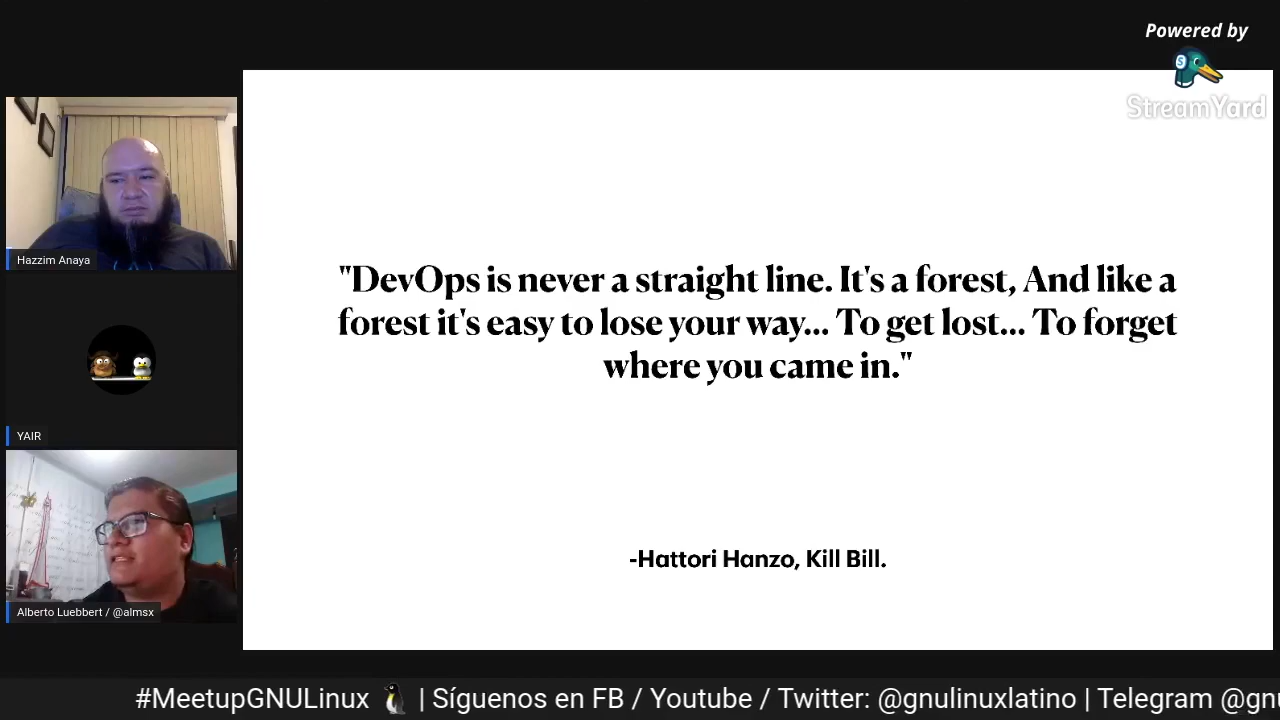 Powered by
StreamYard
Hazzim Anaya
YAIR
Alberto Luebbert / @almsx
"DevOps is never a straight line. It's a forest, And like a
forest it's easy to lose your way... To get lost... To forget
where you came in."
-Hattori Hanzo, Kill Bill.
#MeetupGNULinux 🐧 | Síguenos en FB / Youtube / Twitter: @gnulinuxlatino | Telegram @gnu